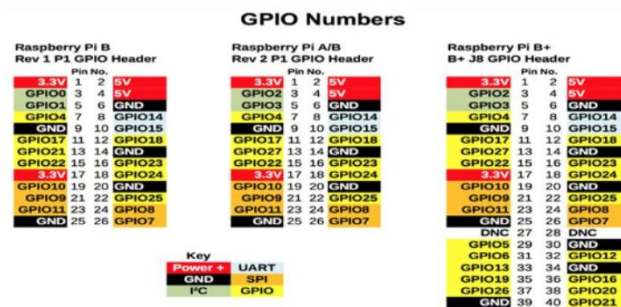 GPIO Numbers
Raspberry Pi B
Rev 1 P1 GPIO Header
Pin No.
3.3V 1 2 5V
GPIO0 3 4 5V
GPIO1 5 6 GND
GPIO4 7 8 GPIO14
GND 9 10 GPIO15
GPIO17 11 12 GPIO18
GPIO21 13 14 GND
GPIO22 15 16 GPIO23
3.3V 17 18 GPIO24
GPIO10 19 20 GND
GPIO9 21 22 GPIO25
GPIO11 23 24 GPIO8
GND 25 26 GPIO7
Raspberry Pi A/B
Rev 2 P1 GPIO Header
Pin No.
3.3V 1 2 5V
GPIO2 3 4 5V
GPIO3 5 6 GND
GPIO4 7 8 GPIO14
GND 9 10 GPIO15
GPIO17 11 12 GPIO18
GPIO27 13 14 GND
GPIO22 15 16 GPIO23
3.3V 17 18 GPIO24
GPIO10 19 20 GND
GPIO9 21 22 GPIO25
GPIO11 23 24 GPIO8
GND 25 26 GPIO7
Raspberry Pi B+
B+ J8 GPIO Header
Pin No.
3.3V 1 2 5V
GPIO2 3 4 5V
GPIO3 5 6 GND
GPIO4 7 8 GPIO14
GND 9 10 GPIO15
GPIO17 11 12 GPIO18
GPIO27 13 14 GND
GPIO22 15 16 GPIO23
3.3V 17 18 GPIO24
GPIO10 19 20 GND
GPIO9 21 22 GPIO25
GPIO11 23 24 GPIO8
GND 25 26 GPIO7
DNC 27 28 DNC
GPIO5 29 30 GND
GPIO6 31 32 GPIO12
GPIO13 33 34 GND
GPIO19 35 36 GPIO16
GPIO26 37 38 GPIO20
GND 39 40 GPIO21
Key
Power + UART
GND SPI
I²C GPIO